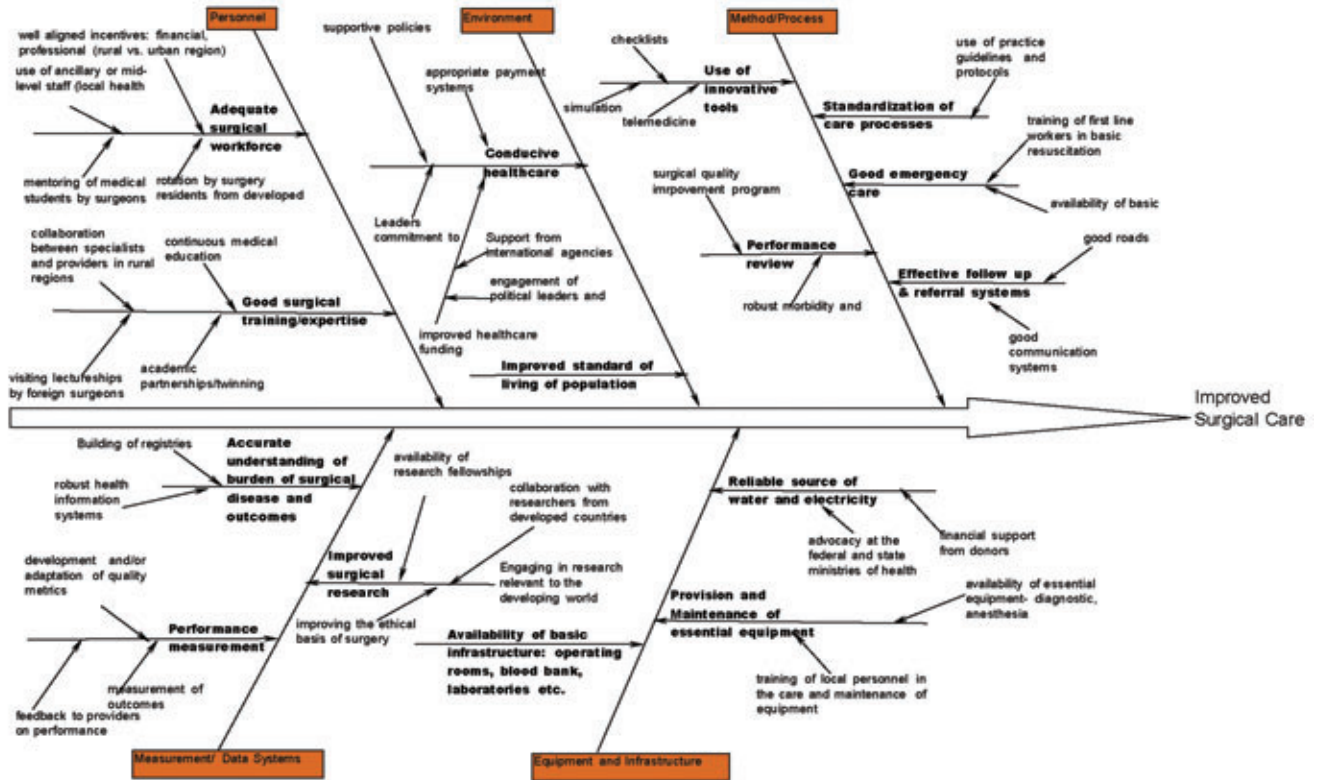 Personnel
well aligned incentives: financial,
professional (rural vs. urban region)
use of ancillary or mid-
level staff (local health
Adequate
surgical
workforce
mentoring of medical
students by surgeons
rotation by surgery
residents from developed
collaboration
between specialists
and providers in rural
regions
continuous medical
education
Good surgical
training/expertise
visiting lectureships
by foreign surgeons
academic
partnerships/twinning
Environment
supportive policies
appropriate payment
systems
Conducive
healthcare
Leaders
commitment to
Support from
international agencies
engagement of
political leaders and
improved healthcare
funding
Improved standard of
living of population
Method/Process
checklists
Use of
innovative
tools
simulation
telemedicine
use of practice
guidelines and
protocols
Standardization of
care processes
training of first line
workers in basic
resuscitation
Good emergency
care
availability of basic
surgical quality
imrpovement program
Performance
review
robust morbidity and
good roads
Effective follow up
& referral systems
good
communication
systems
Improved
Surgical Care
Building of registries
Accurate
understanding of
burden of surgical
disease and
outcomes
robust health
information
systems
availability of
research fellowships
collaboration with
researchers from
developed countries
Improved
surgical
research
Engaging in research
relevant to the
developing world
improving the ethical
basis of surgery
development and/or
adaptation of quality
metrics
Performance
measurement
measurement of
outcomes
feedback to providers
on performance
Measurement/ Data Systems
Reliable source of
water and electricity
advocacy at the
federal and state
ministries of health
financial support
from donors
Provision and
Maintenance of
essential equipment
availability of essential
equipment- diagnostic,
anesthesia
training of local personnel in
the care and maintenance of
equipment
Availability of basic
infrastructure: operating
rooms, blood bank,
laboratories etc.
Equipment and Infrastructure